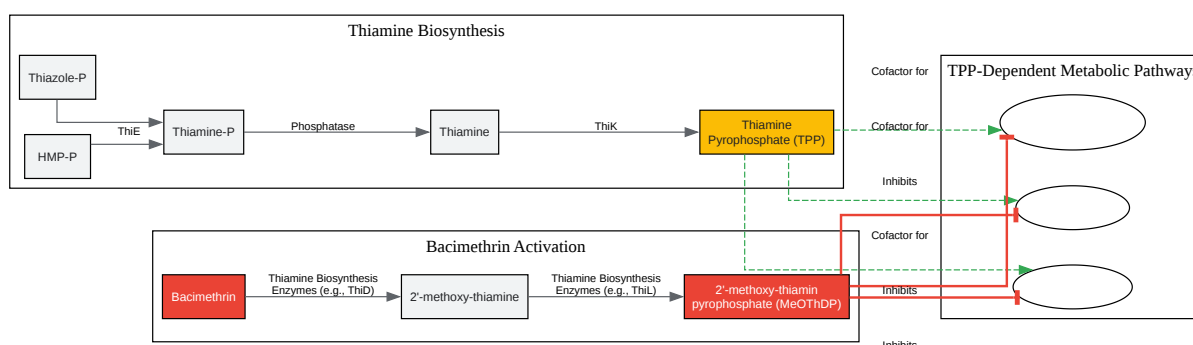 Thiamine Biosynthesis
Thiazole-P
HMP-P
ThiE
Thiamine-P
Phosphatase
Thiamine
ThiK
Thiamine
Pyrophosphate (TPP)
Cofactor for
Cofactor for
Inhibits
Cofactor for
Inhibits
Inhibits
TPP-Dependent Metabolic Pathways
Bacimethrin Activation
Bacimethrin
Thiamine Biosynthesis
Enzymes (e.g., ThiD)
2'-methoxy-thiamine
Thiamine Biosynthesis
Enzymes (e.g., ThiL)
2'-methoxy-thiamin
pyrophosphate (MeOThDP)